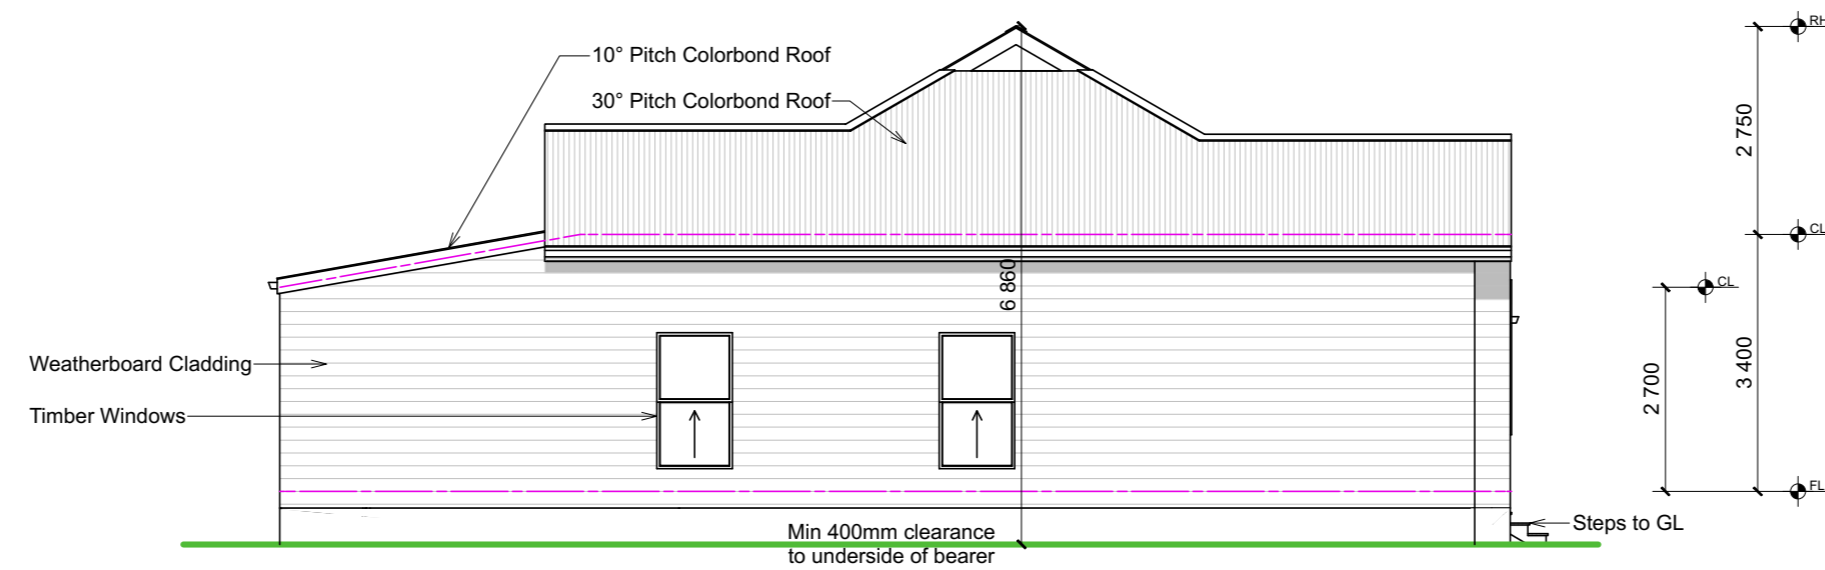 10° Pitch Colorbond Roof
30° Pitch Colorbond Roof
Weatherboard Cladding
Timber Windows
6 860
Min 400mm clearance
to underside of bearer
Steps to GL
2 700
2 750
3 400
RH
CL
CL
FL